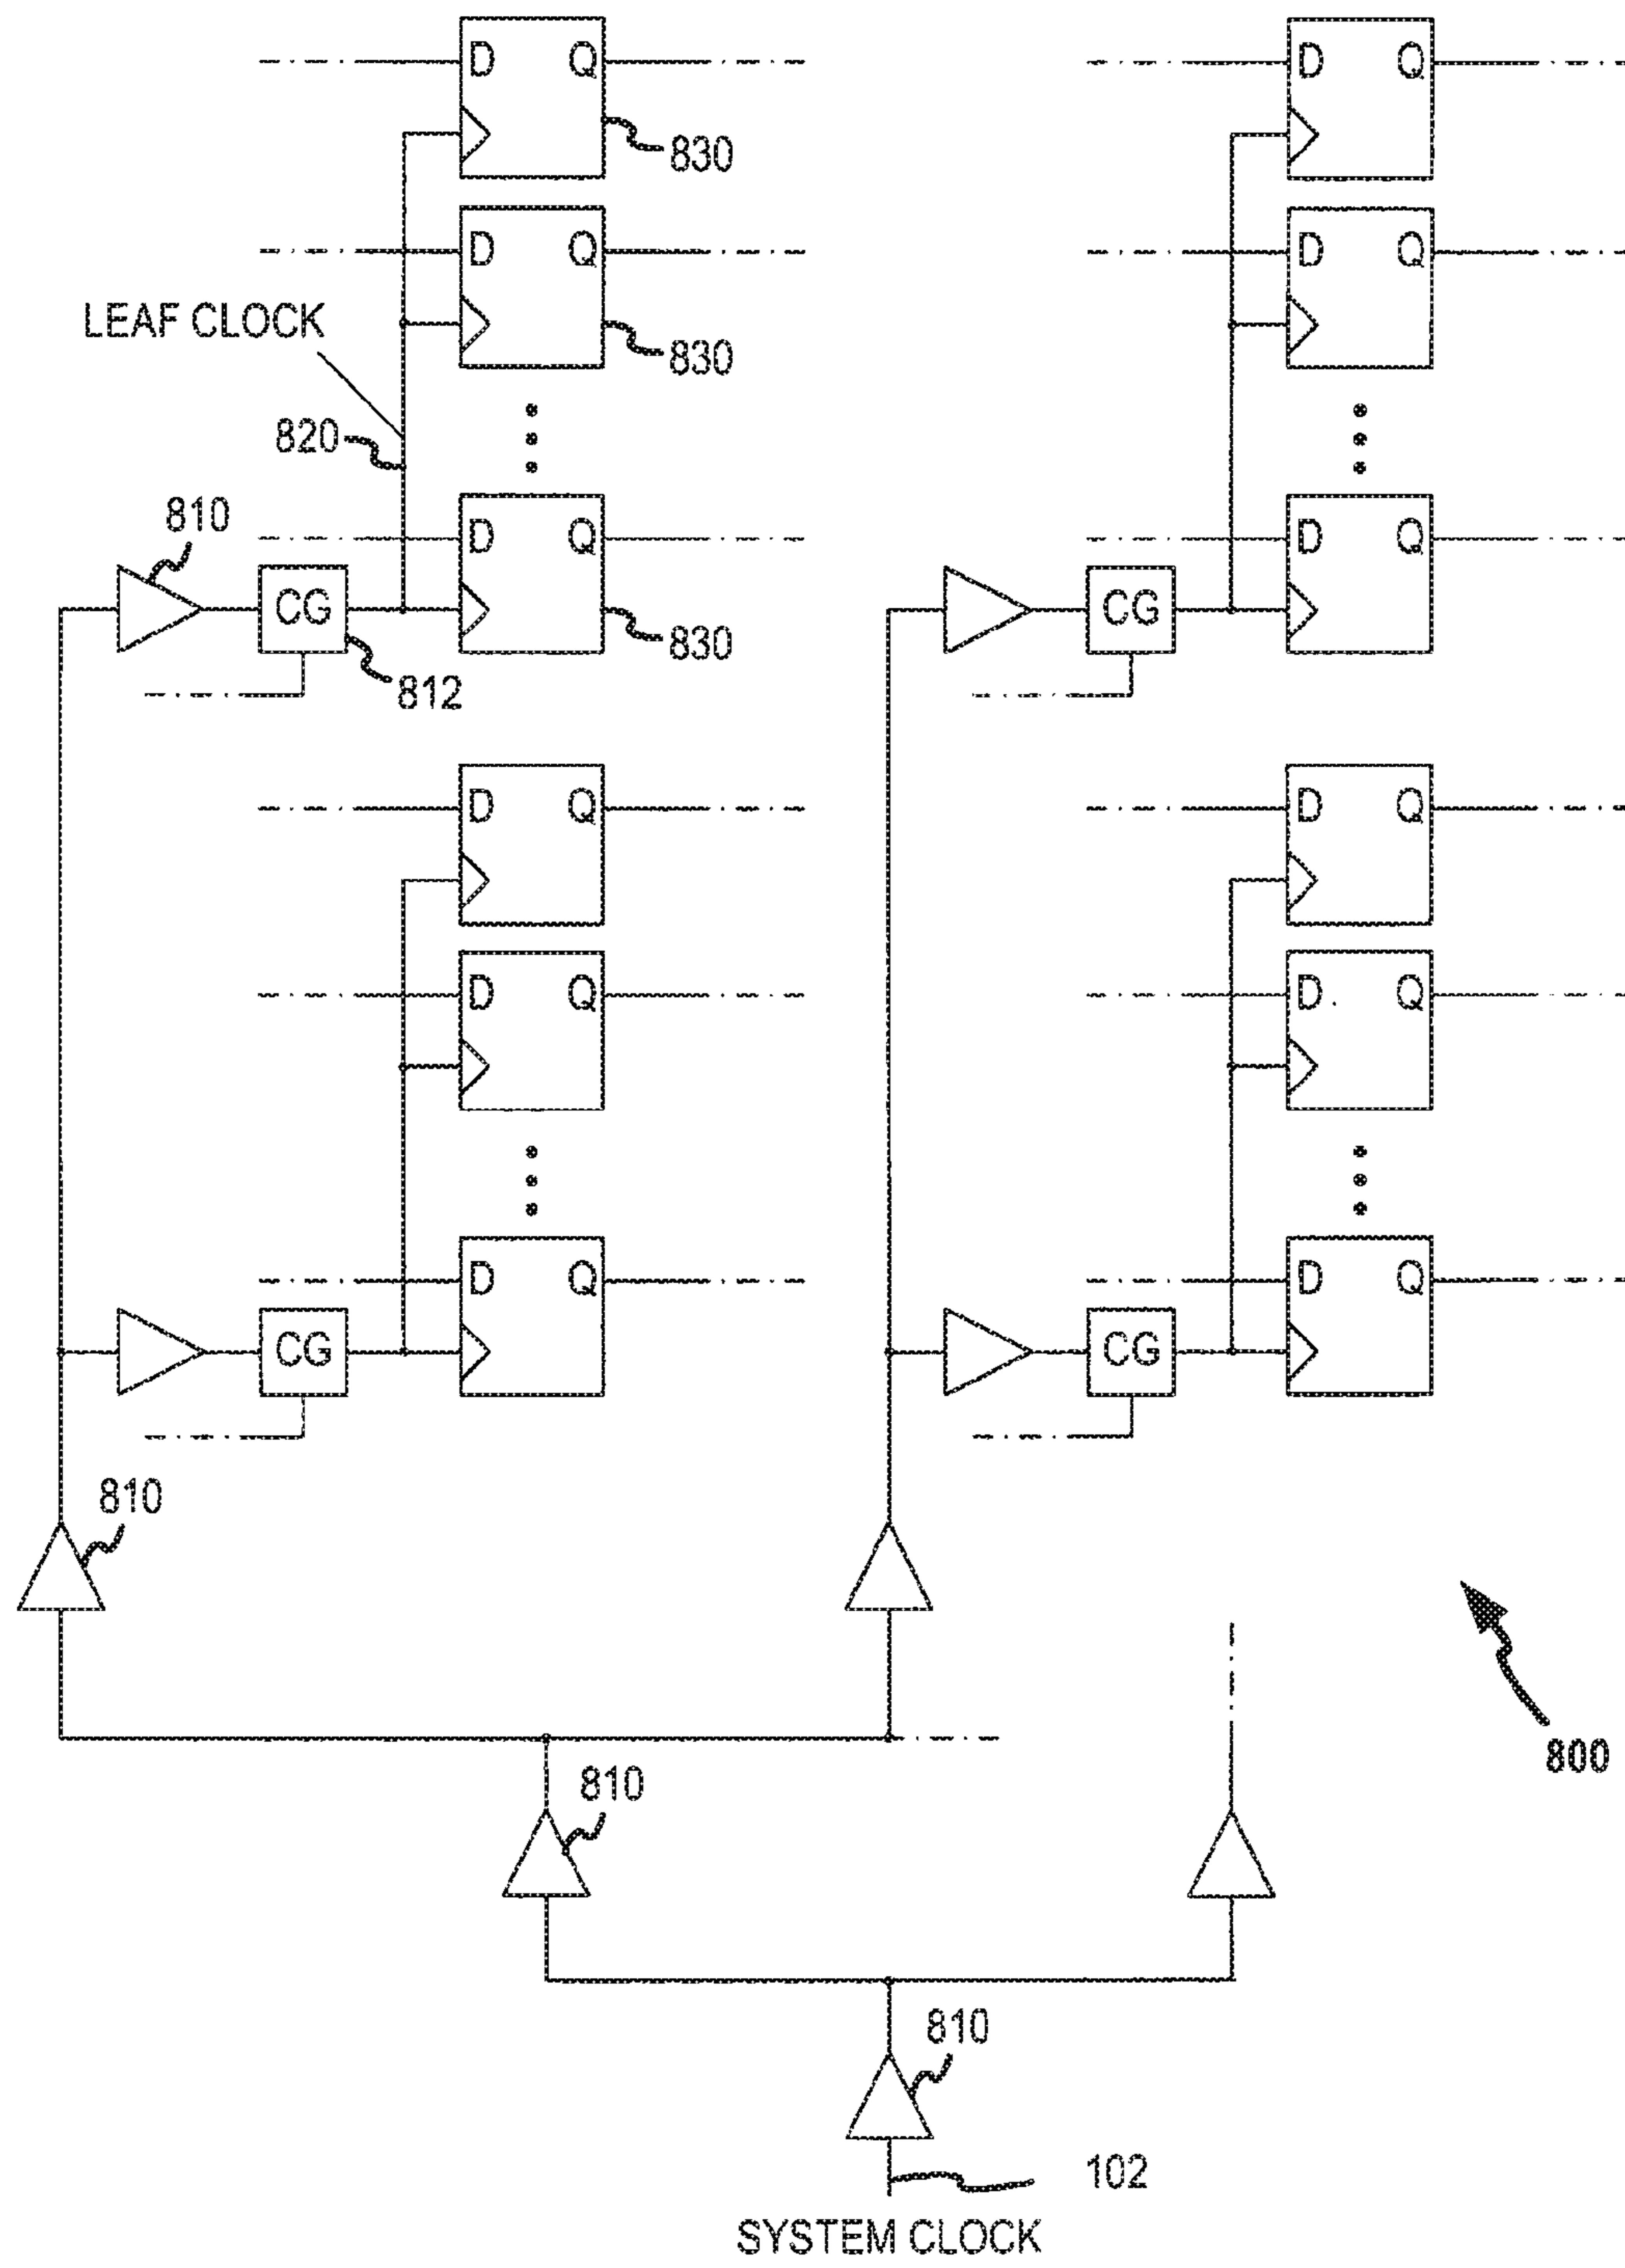 D Q D Q
830
D Q D Q
LEAF CLOCK
830
820
810
D Q D Q
CG CG
830
812
D Q D Q
D Q D Q
D Q D Q
CG CG
810
800
810
810
102
SYSTEM CLOCK